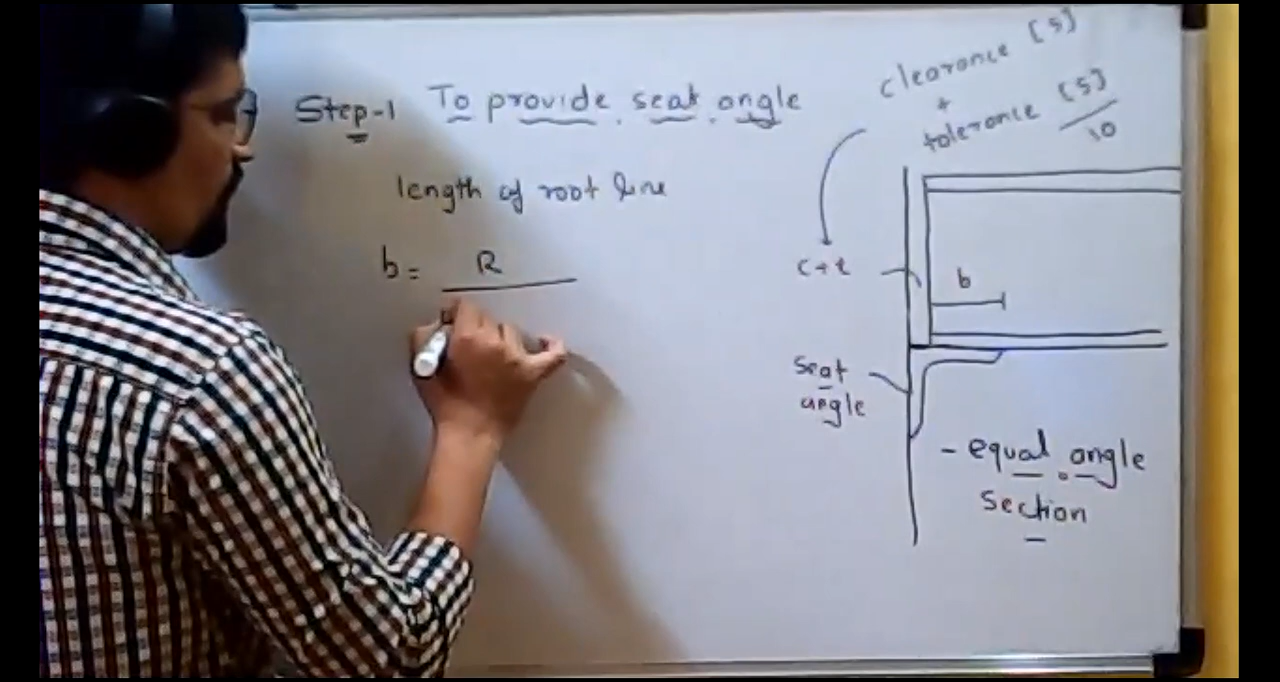 Step-1 To provide seat angle
length of root line
b = R
clearance [5]
+
tolerance [5]
10
c+t
b
seat
angle
- equal angle
section